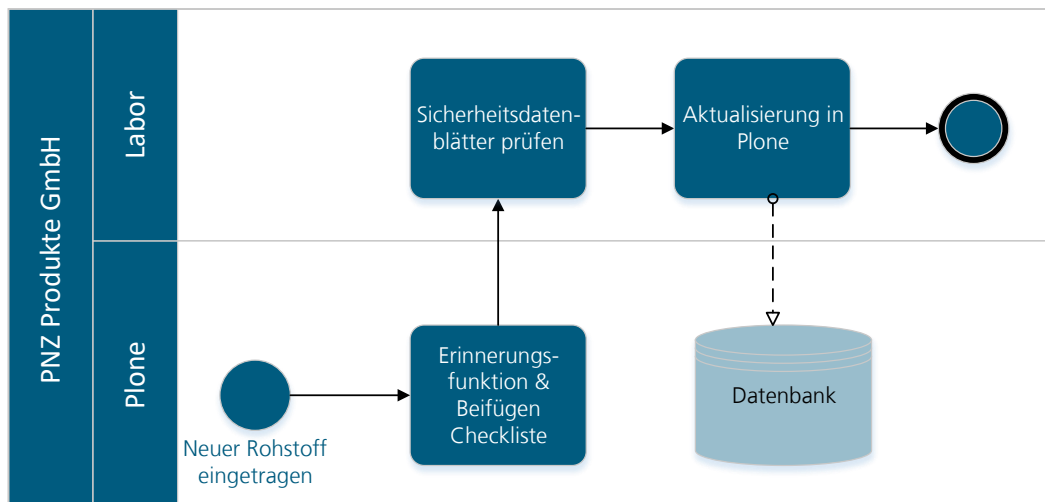 PNZ Produkte GmbH
Labor
Sicherheitsdaten-
blätter prüfen
Aktualisierung in
Plone
Plone
Neuer Rohstoff
eingetragen
Erinnerungs-
funktion &
Beifügen
Checkliste
Datenbank